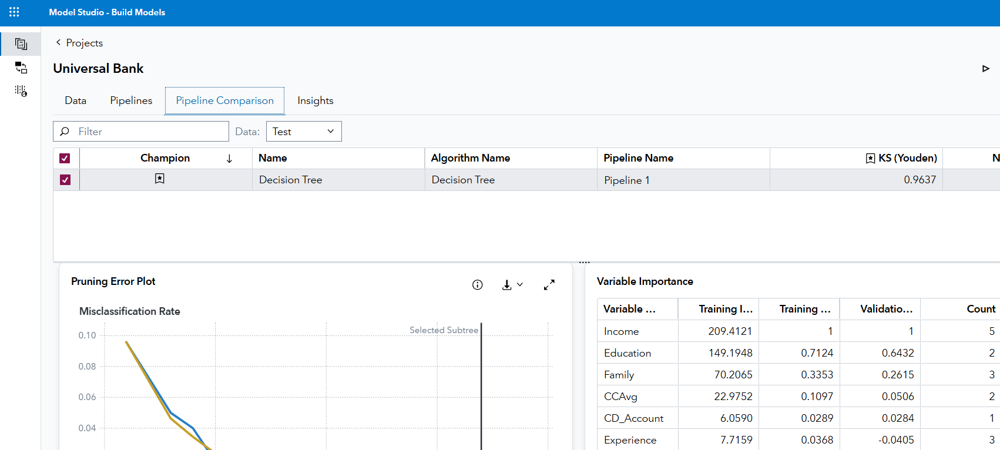 Model Studio - Build Models
Projects
Universal Bank
Data Pipelines Pipeline Comparison Insights
Filter Data: Test
Champion Name Algorithm Name Pipeline Name KS (Youden) N
Decision Tree Decision Tree Pipeline 1 0.9637
Pruning Error Plot
Misclassification Rate
Selected Subtree
0.10
0.08
0.06
0.04
Variable Importance
Variable ... Training I... Training ... Validatio... Count
Income 209.4121 1 1 5
Education 149.1948 0.7124 0.6432 2
Family 70.2065 0.3353 0.2615 3
CCAvg 22.9752 0.1097 0.0506 2
CD_Account 6.0590 0.0289 0.0284 1
Experience 7.7159 0.0368 -0.0405 3